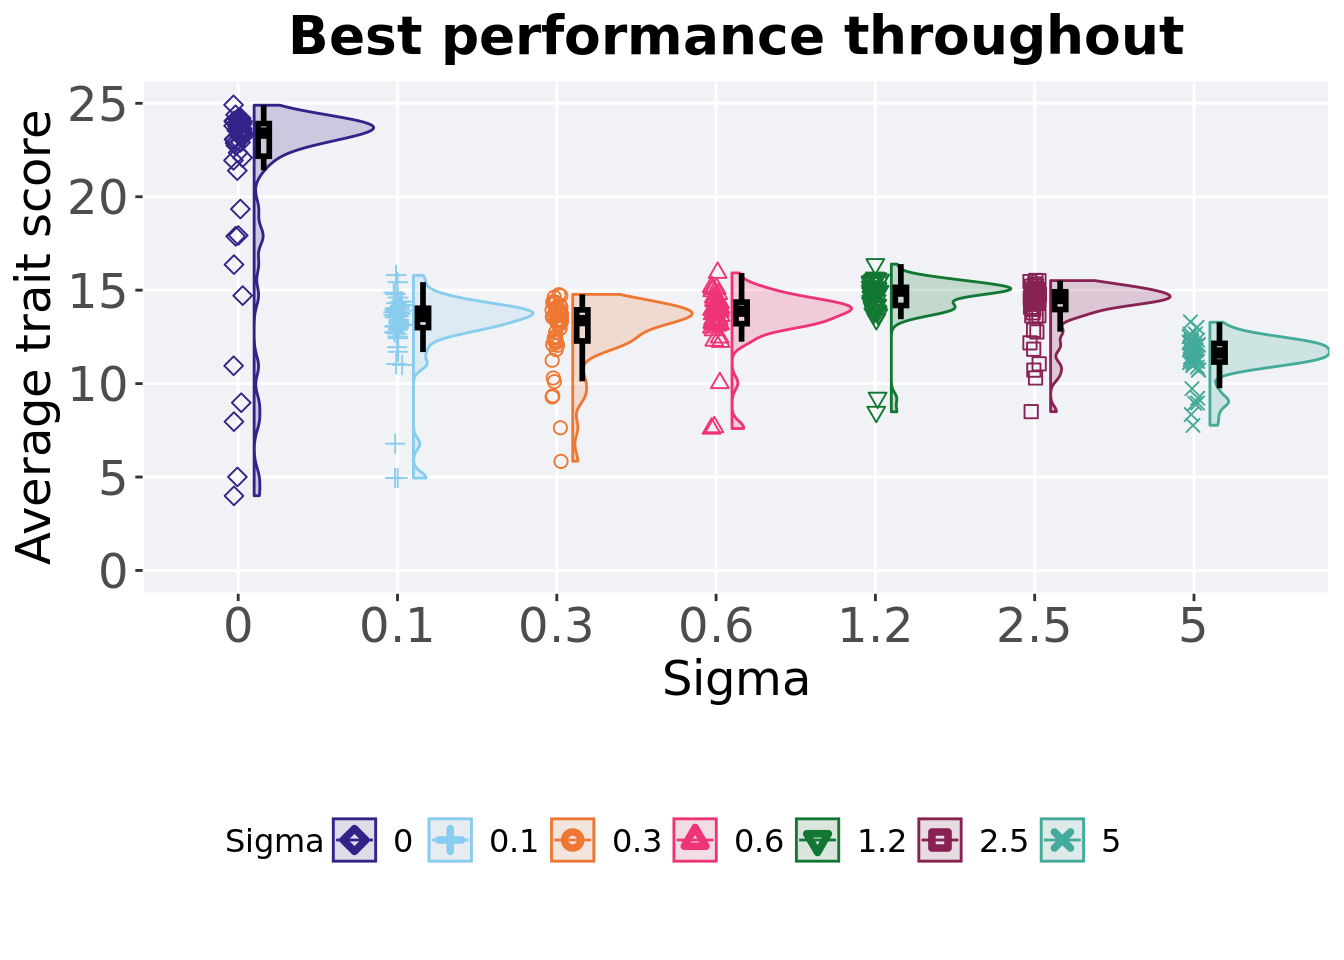 Best performance throughout
Average trait score
25
20
15
10
5
0
0 0.1 0.3 0.6 1.2 2.5 5
Sigma
Sigma 0 0.1 0.3 0.6 1.2 2.5 5